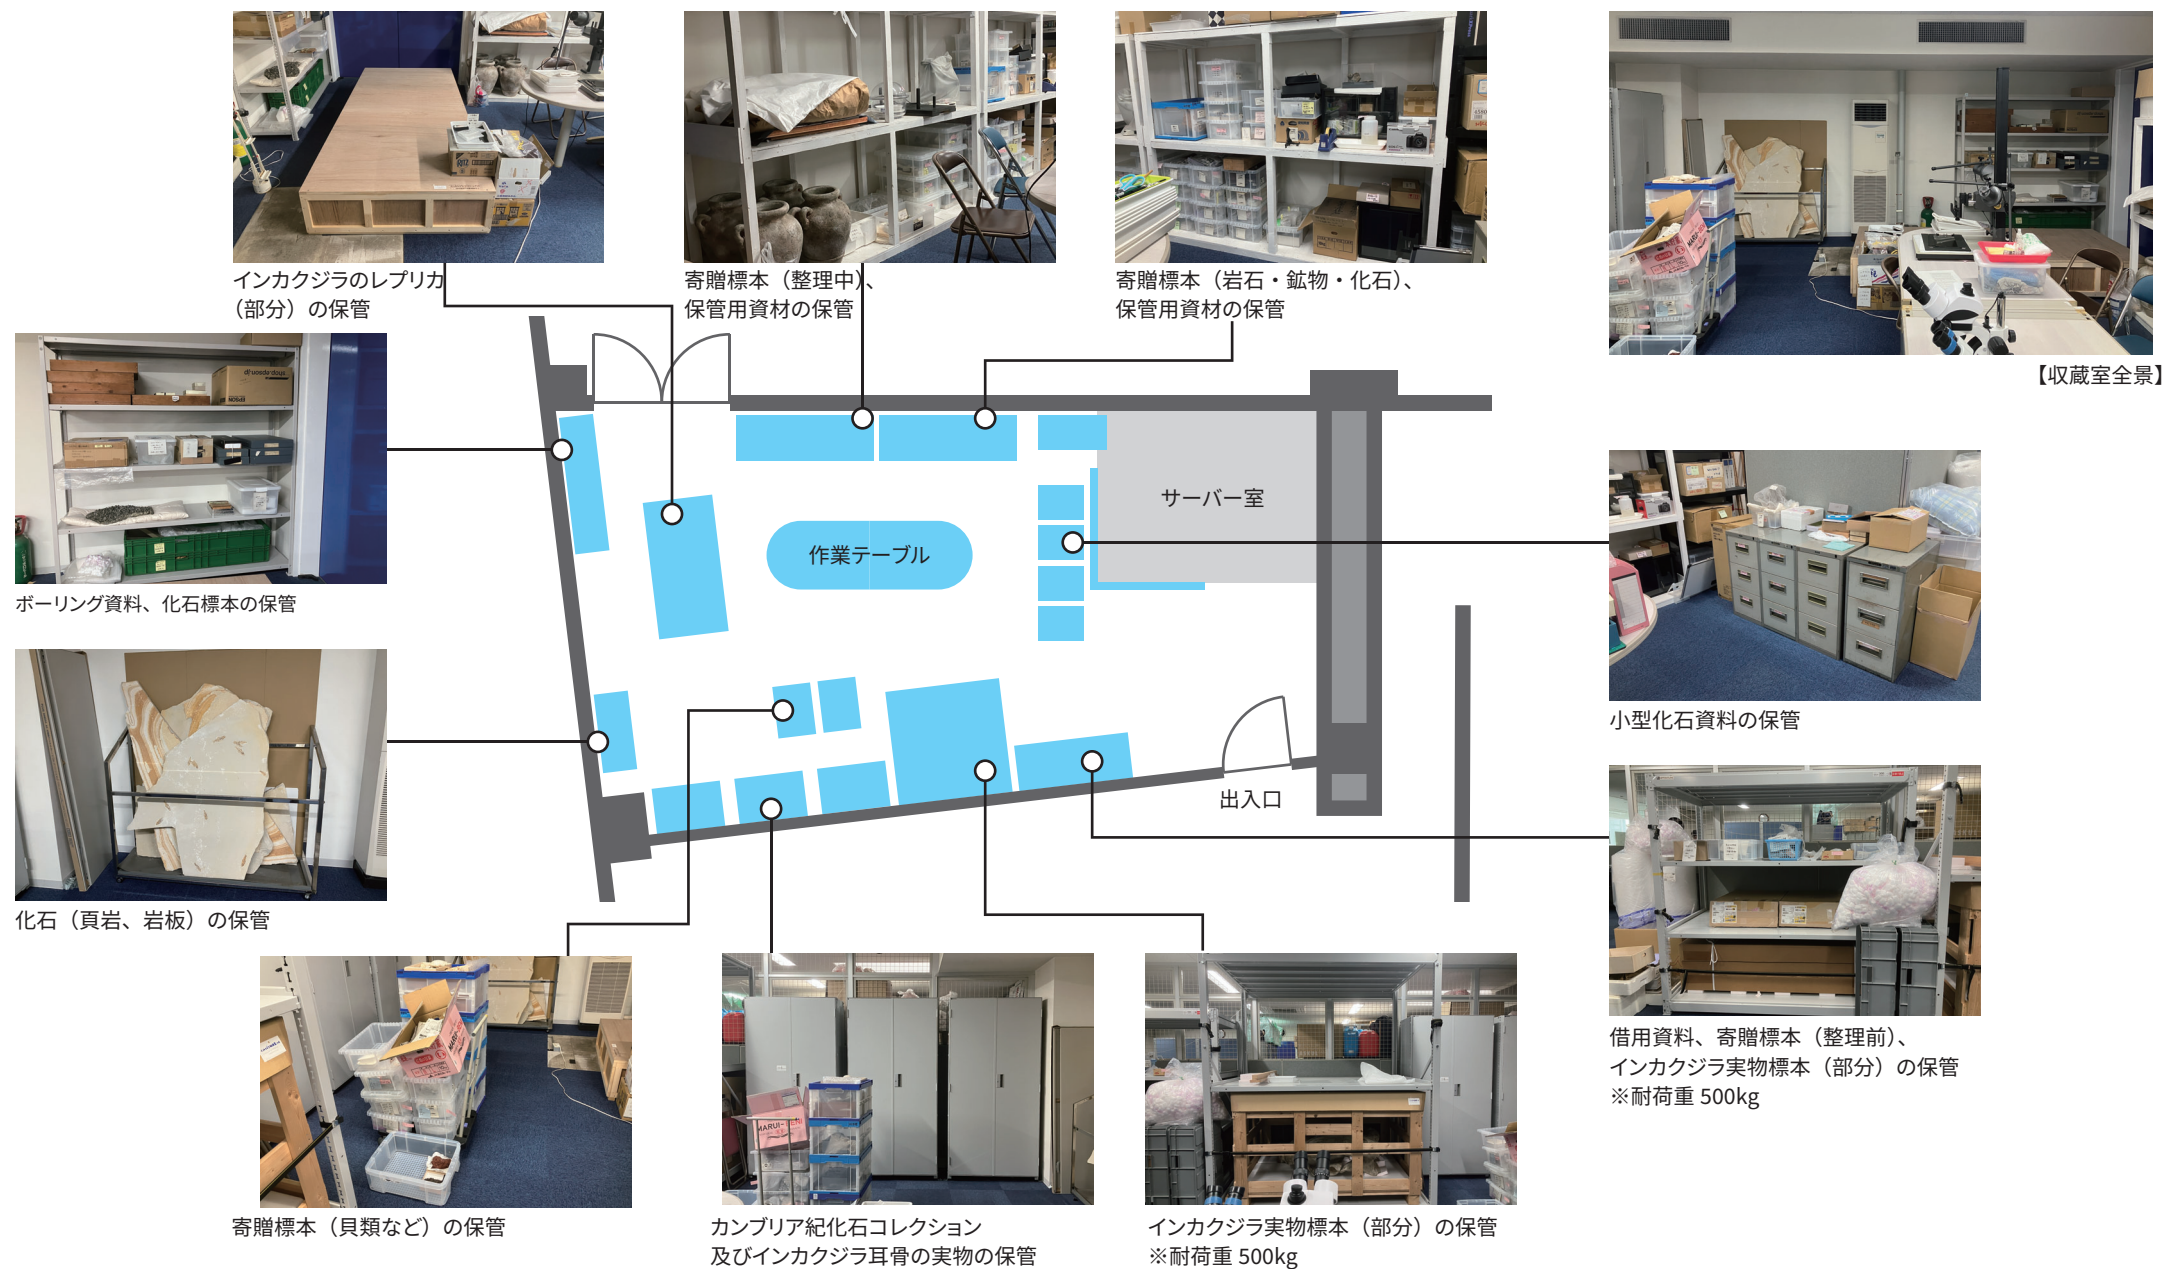 インカクジラのレプリカ
（部分）の保管
寄贈標本（整理中）、
保管用資材の保管
寄贈標本（岩石・鉱物・化石）、
保管用資材の保管
【収蔵室全景】
ボーリング資料、化石標本の保管
サーバー室
作業テーブル
小型化石資料の保管
化石（頁岩、岩板）の保管
出入口
借用資料、寄贈標本（整理前）、
インカクジラ実物標本（部分）の保管
※耐荷重 500kg
寄贈標本（貝類など）の保管
カンブリア紀化石コレクション
及びインカクジラ耳骨の実物の保管
インカクジラ実物標本（部分）の保管
※耐荷重 500kg